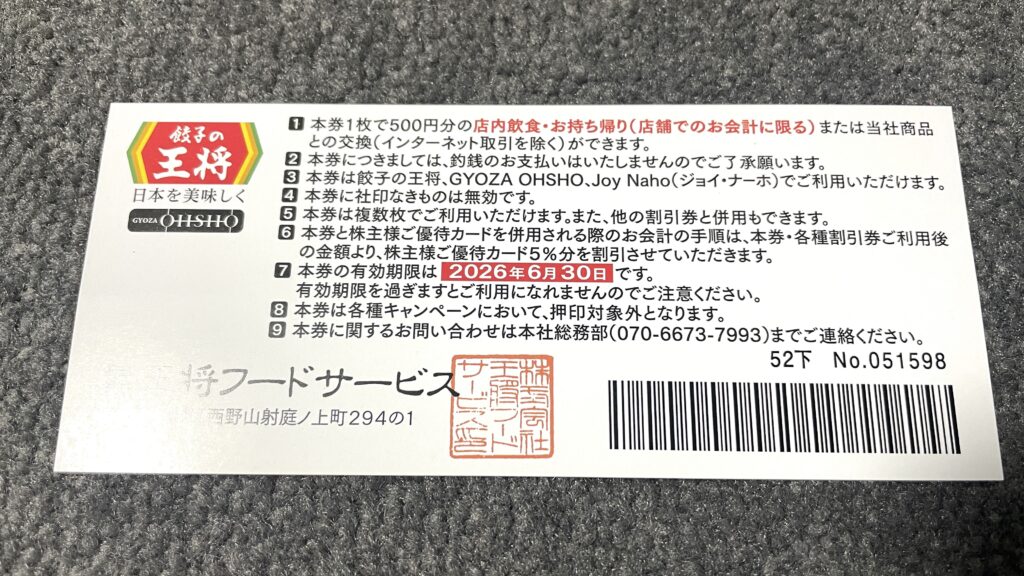 餃子の
王将
日本を美味しく
GYOZA OHSHO
1 本券1枚で500円分の店内飲食・お持ち帰り(店舗でのお会計に限る)または当社商品
との交換(インターネット取引を除く)ができます。
2 本券につきましては、釣銭のお支払いはいたしませんのでご了承願います。
3 本券は餃子の王将、GYOZA OHSHO、Joy Naho(ジョイ・ナーホ)でご利用いただけます。
4 本券に社印なきものは無効です。
5 本券は複数枚でご利用いただけます。また、他の割引券と併用もできます。
6 本券と株主様ご優待カードを併用される際のお会計の手順は、本券・各種割引券ご利用後
の金額より、株主様ご優待カード5%分を割引させていただきます。
7 本券の有効期限は 2026年6月30日 です。
有効期限を過ぎますとご利用になれませんのでご注意ください。
8 本券は各種キャンペーンにおいて、押印対象外となります。
9 本券に関するお問い合わせは本社総務部(070-6673-7993)までご連絡ください。
52下 No.051598
将フードサービス
西野山射庭ノ上町294の1